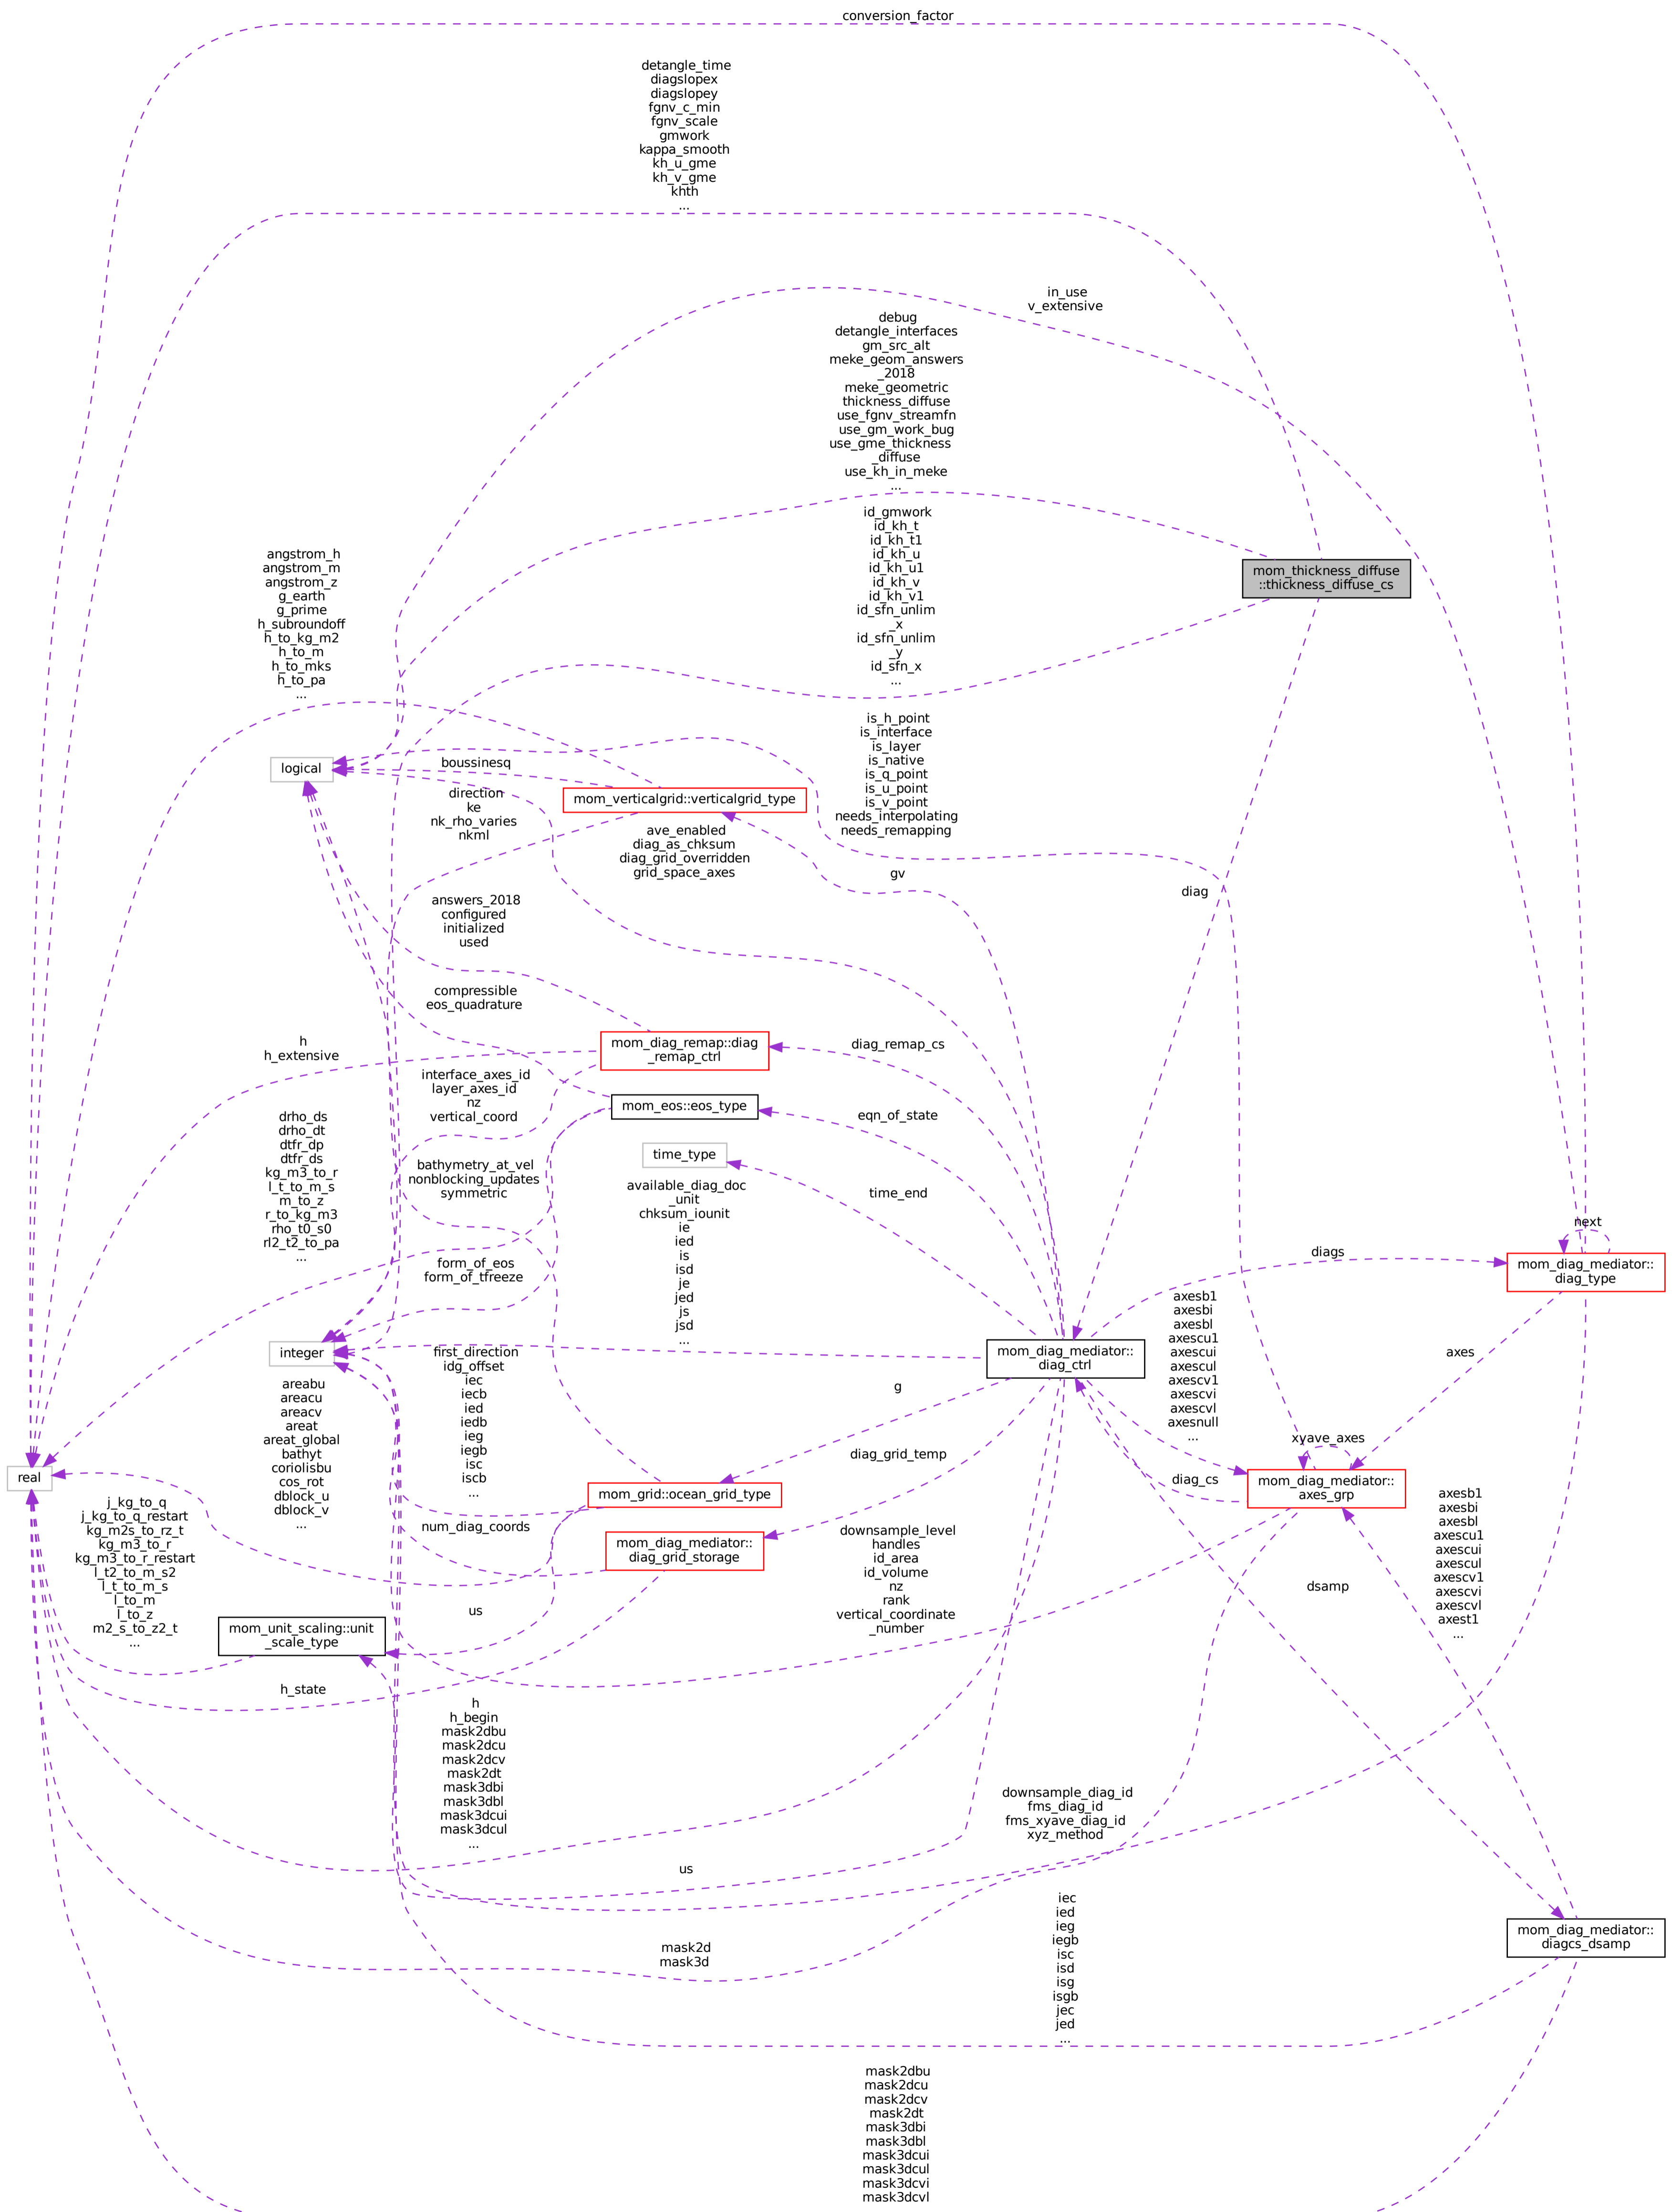 conversion_factor
detangle_time
diagslopex
diagslopey
fgnv_c_min
fgnv_scale
gmwork
kappa_smooth
kh_u_gme
kh_v_gme
khth
...
in_use
v_extensive
debug
detangle_interfaces
gm_src_alt
meke_geom_answers
_2018
meke_geometric
thickness_diffuse
use_fgnv_streamfn
use_gm_work_bug
use_gme_thickness
_diffuse
use_kh_in_meke
...
id_gmwork
id_kh_t
id_kh_t1
id_kh_u
id_kh_u1
id_kh_v
id_kh_v1
id_sfn_unlim
_x
id_sfn_unlim
_y
id_sfn_x
...
mom_thickness_diffuse
::thickness_diffuse_cs
angstrom_h
angstrom_m
angstrom_z
g_earth
g_prime
h_subroundoff
h_to_kg_m2
h_to_m
h_to_mks
h_to_pa
...
is_h_point
is_interface
is_layer
is_native
is_q_point
is_u_point
is_v_point
needs_interpolating
needs_remapping
logical
boussinesq
mom_verticalgrid::verticalgrid_type
direction
ke
nk_rho_varies
nkml
ave_enabled
diag_as_chksum
diag_grid_overridden
grid_space_axes
gv
diag
answers_2018
configured
initialized
used
compressible
eos_quadrature
mom_diag_remap::diag
_remap_ctrl
diag_remap_cs
h
h_extensive
interface_axes_id
layer_axes_id
nz
vertical_coord
mom_eos::eos_type
eqn_of_state
drho_ds
drho_dt
dtfr_dp
dtfr_ds
kg_m3_to_r
l_t_to_m_s
m_to_z
r_to_kg_m3
rho_t0_s0
rl2_t2_to_pa
...
time_type
bathymetry_at_vel
nonblocking_updates
symmetric
available_diag_doc
_unit
chksum_iounit
ie
ied
is
isd
je
jed
js
jsd
...
time_end
next
diags
mom_diag_mediator::
diag_type
form_of_eos
form_of_tfreeze
axesb1
axesbi
axesbl
axescu1
axescui
axescul
axescv1
axescvi
axescvl
axesnull
...
axes
integer
mom_diag_mediator::
diag_ctrl
first_direction
idg_offset
iec
iecb
ied
iedb
ieg
iegb
isc
iscb
...
areabu
areacu
areacv
areat
areat_global
bathyt
coriolisbu
cos_rot
dblock_u
dblock_v
...
g
diag_grid_temp
xyave_axes
mom_diag_mediator::
axes_grp
diag_cs
real
mom_grid::ocean_grid_type
num_diag_coords
mom_diag_mediator::
diag_grid_storage
j_kg_to_q
j_kg_to_q_restart
kg_m2s_to_rz_t
kg_m3_to_r
kg_m3_to_r_restart
l_t2_to_m_s2
l_t_to_m_s
l_to_m
l_to_z
m2_s_to_z2_t
...
downsample_level
handles
id_area
id_volume
nz
rank
vertical_coordinate
_number
axesb1
axesbi
axesbl
axescu1
axescui
axescul
axescv1
axescvi
axescvl
axest1
...
dsamp
us
mom_unit_scaling::unit
_scale_type
h_state
h
h_begin
mask2dbu
mask2dcu
mask2dcv
mask2dt
mask3dbi
mask3dbl
mask3dcui
mask3dcul
...
downsample_diag_id
fms_diag_id
fms_xyave_diag_id
xyz_method
us
mask2d
mask3d
iec
ied
ieg
iegb
isc
isd
isg
isgb
jec
jed
...
mom_diag_mediator::
diagcs_dsamp
mask2dbu
mask2dcu
mask2dcv
mask2dt
mask3dbi
mask3dbl
mask3dcui
mask3dcul
mask3dcvi
mask3dcvl